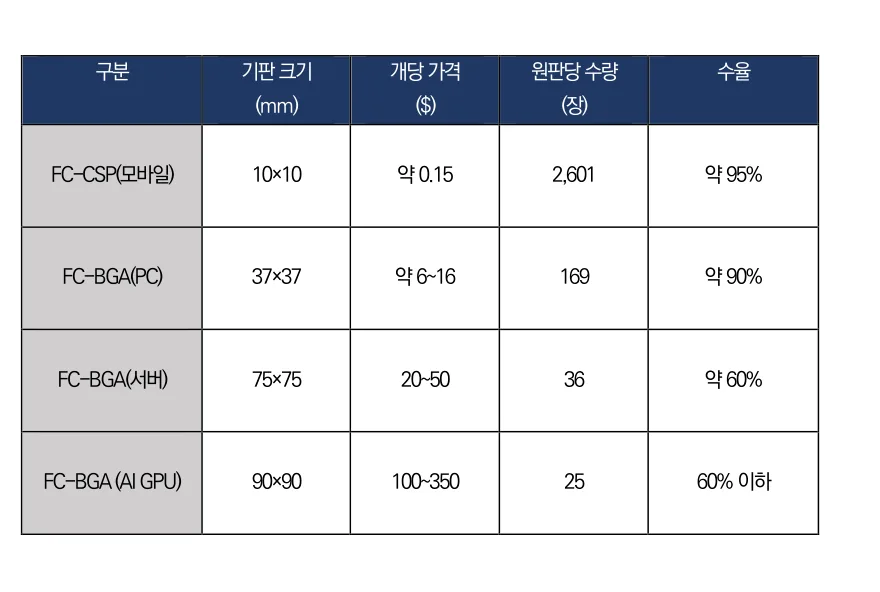 구분 기판 크기 개당 가격 원판당 수량 수율
(mm) ($) (장)
FC-CSP(모바일) 10×10 약 0.15 2,601 약 95%
FC-BGA(PC) 37×37 약 6~16 169 약 90%
FC-BGA(서버) 75×75 20~50 36 약 60%
FC-BGA (AI GPU) 90×90 100~350 25 60% 이하